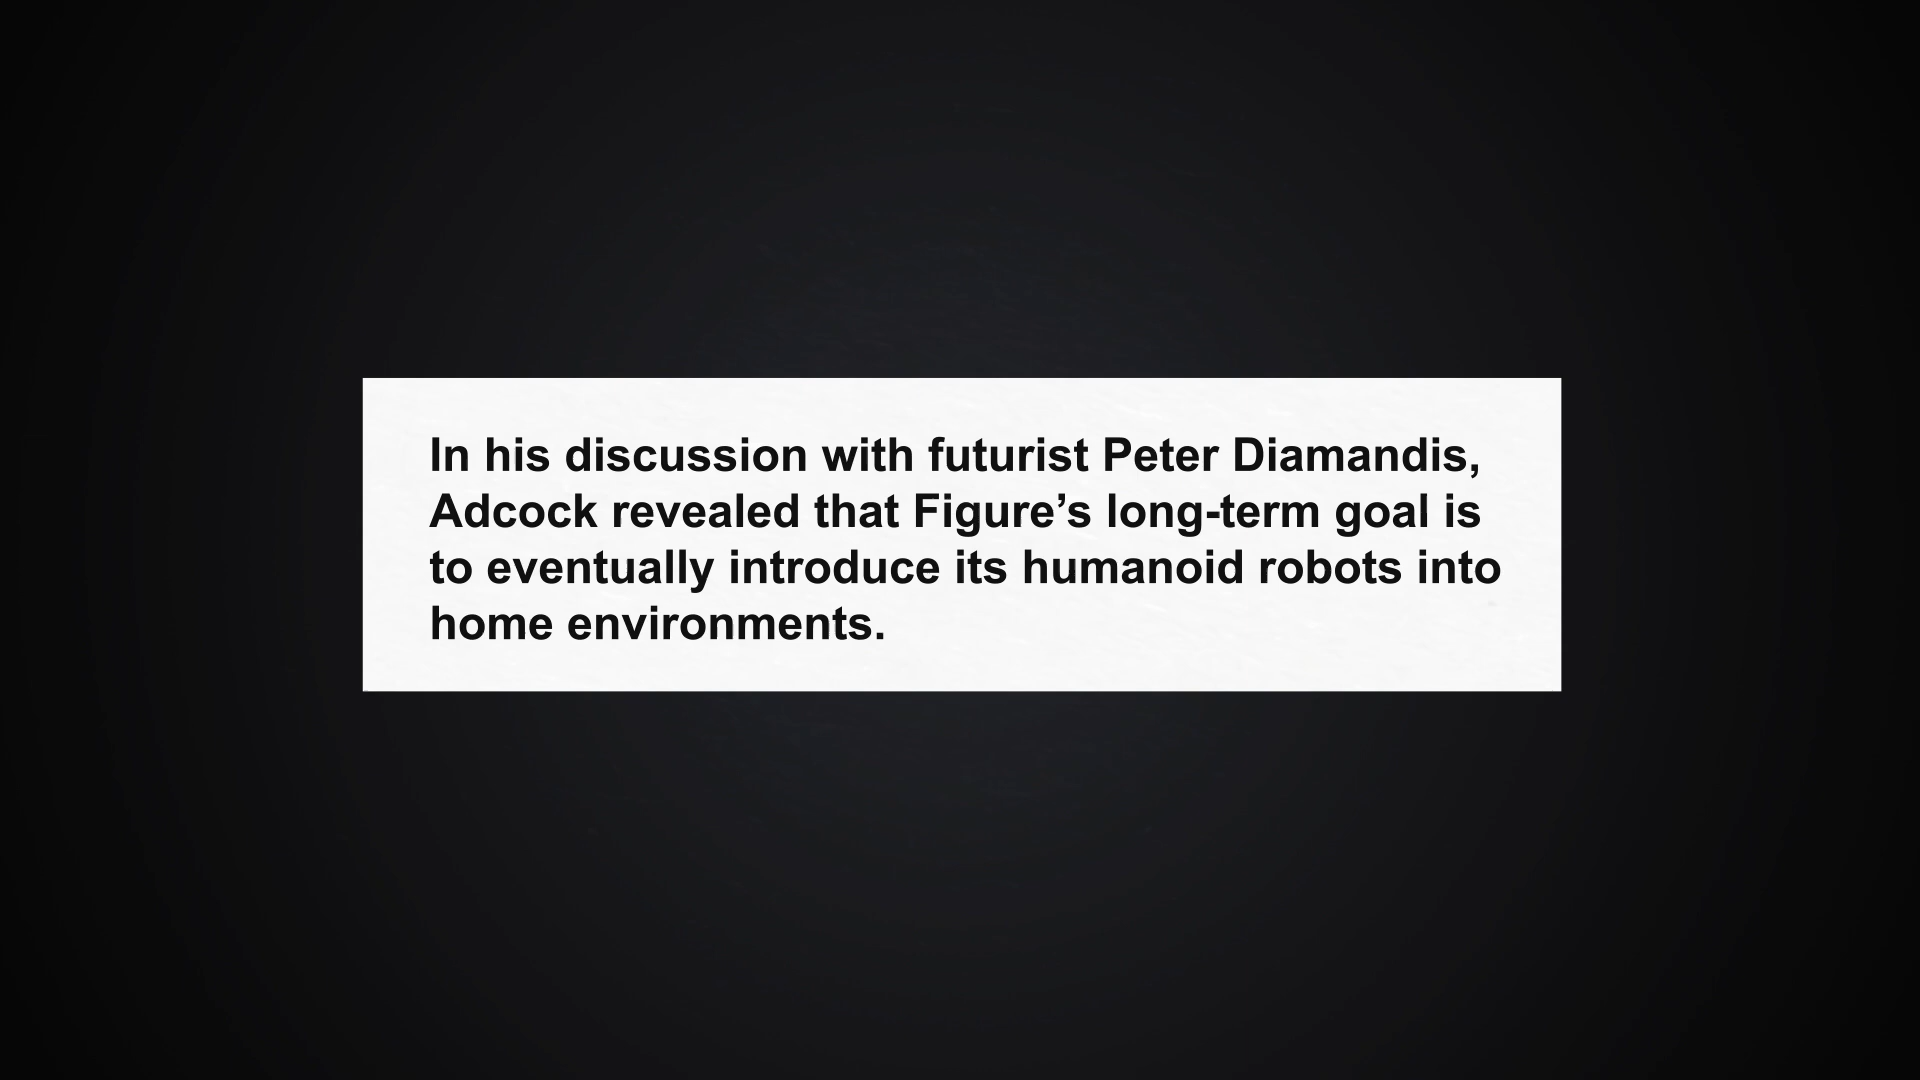 In his discussion with futurist Peter Diamandis,
Adcock revealed that Figure’s long-term goal is
to eventually introduce its humanoid robots into
home environments.